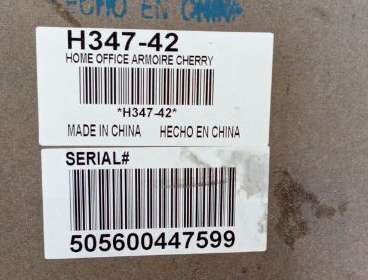 HECHO EN CHINA
H347-42
HOME OFFICE ARMOIRE CHERRY
*H347-42*
MADE IN CHINA HECHO EN CHINA
SERIAL#
505600447599